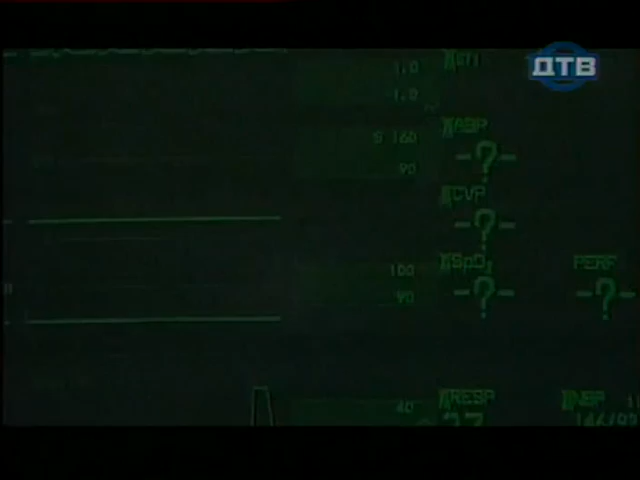 ДТВ
1.0
-1.0
ABP
S 160
-?-
90
CVP
-?-
SpO₂ PERF
100
-?- -?-
90
RESP NBP
40